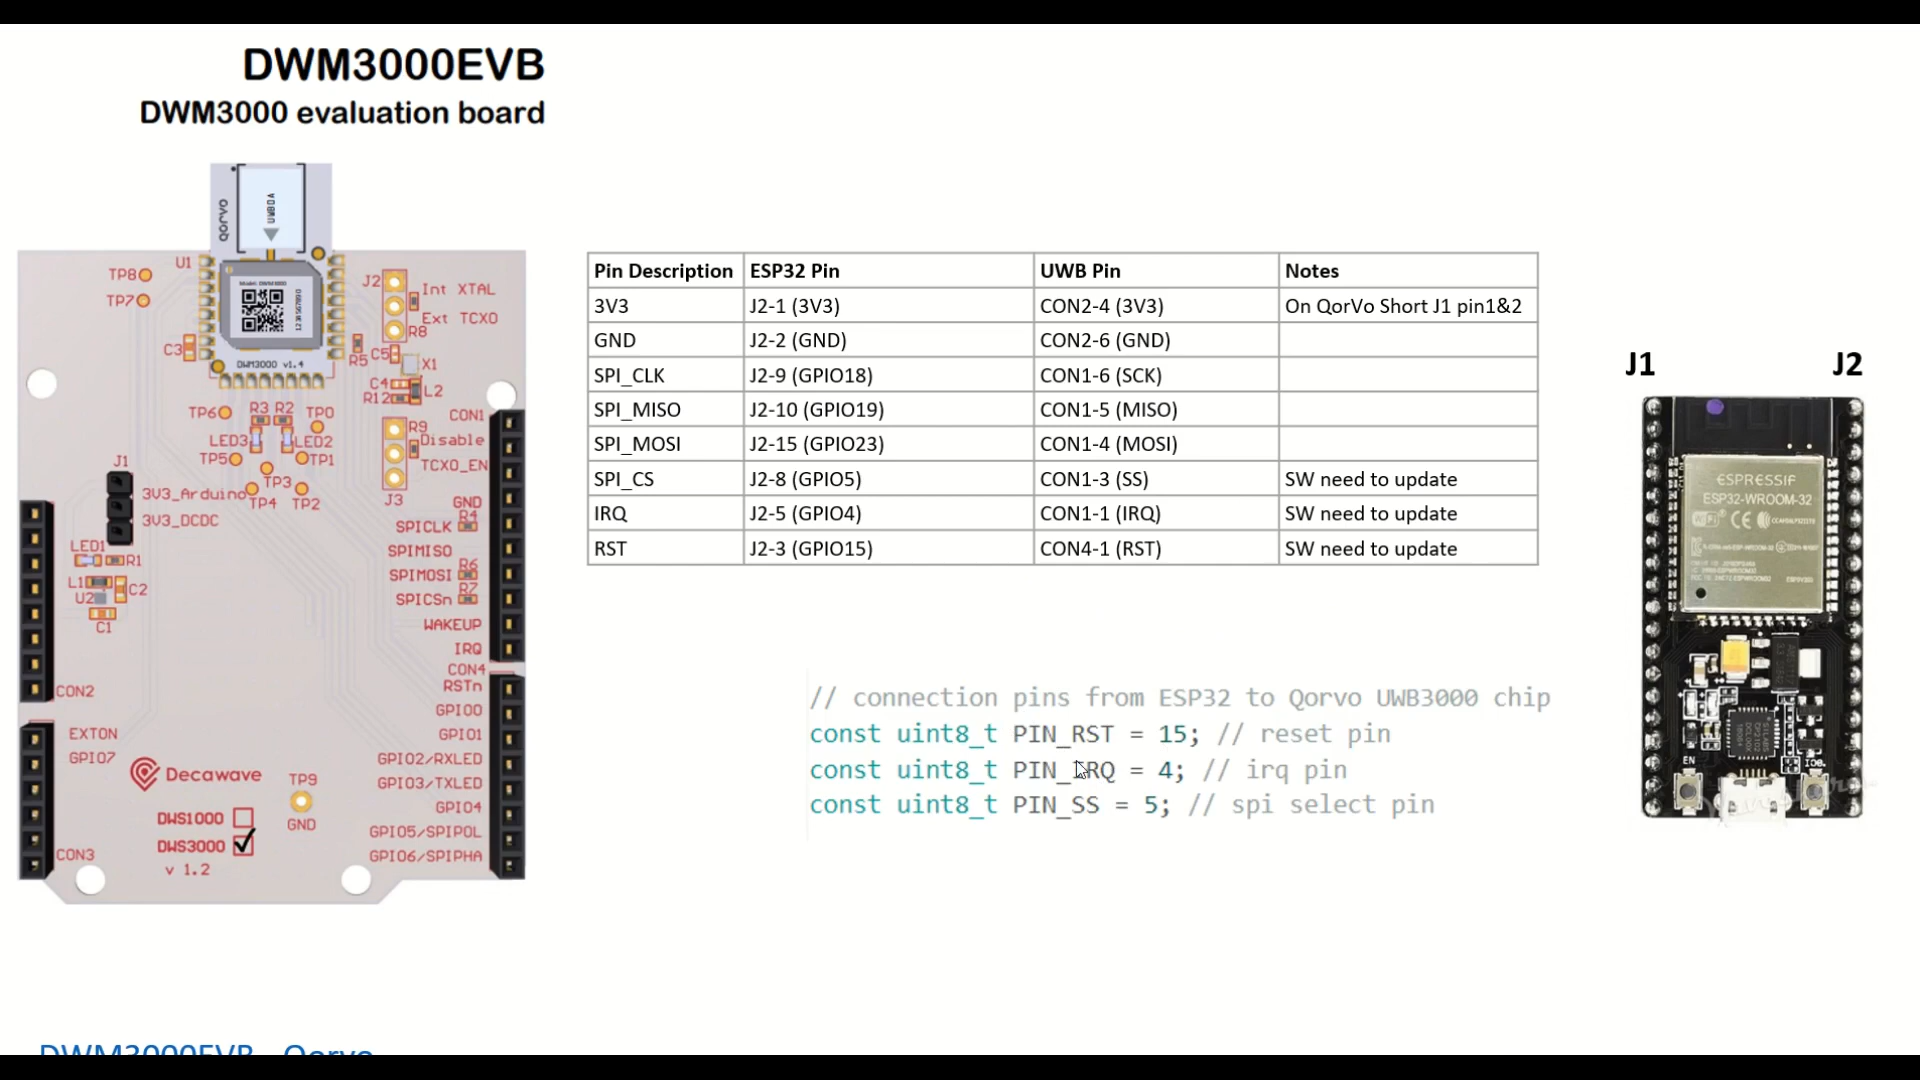 DWM3000EVB
DWM3000 evaluation board
Qorvo
UWBDA
U1
TP8
TP7
J2
Int XTAL
Ext TCXO
R8
C3
R5
C5
X1
DWM3000 v1.4
C4
L2
R12
TP6
R3
R2
TP0
CON1
R9
LED3
LED2
Disable
TP5
TP1
TCXO_EN
J1
TP3
3V3_Arduino
TP4
TP2
J3
GND
3V3_DCDC
R4
SPICLK
LED1
R1
SPIMISO
R6
SPIMOSI
L1
C2
R7
U2
SPICSn
C1
WAKEUP
IRQ
CON4
CON2
RSTn
GPIO0
EXTON
GPIO1
GPIO7
GPIO2/RXLED
Decawave
TP9
GPIO3/TXLED
GPIO4
DWS1000
GND
GPIO5/SPIPOL
DWS3000
CON3
GPIO6/SPIPHA
v 1.2
Pin Description ESP32 Pin UWB Pin Notes
3V3 J2-1 (3V3) CON2-4 (3V3) On QorVo Short J1 pin1&2
GND J2-2 (GND) CON2-6 (GND)
SPI_CLK J2-9 (GPIO18) CON1-6 (SCK)
SPI_MISO J2-10 (GPIO19) CON1-5 (MISO)
SPI_MOSI J2-15 (GPIO23) CON1-4 (MOSI)
SPI_CS J2-8 (GPIO5) CON1-3 (SS) SW need to update
IRQ J2-5 (GPIO4) CON1-1 (IRQ) SW need to update
RST J2-3 (GPIO15) CON4-1 (RST) SW need to update
// connection pins from ESP32 to Qorvo UWB3000 chip
const uint8_t PIN_RST = 15; // reset pin
const uint8_t PIN_IRQ = 4; // irq pin
const uint8_t PIN_SS = 5; // spi select pin
J1
J2
ESPRESSIF
ESP32-WROOM-32
EN
DWM3000EVB - Qorvo